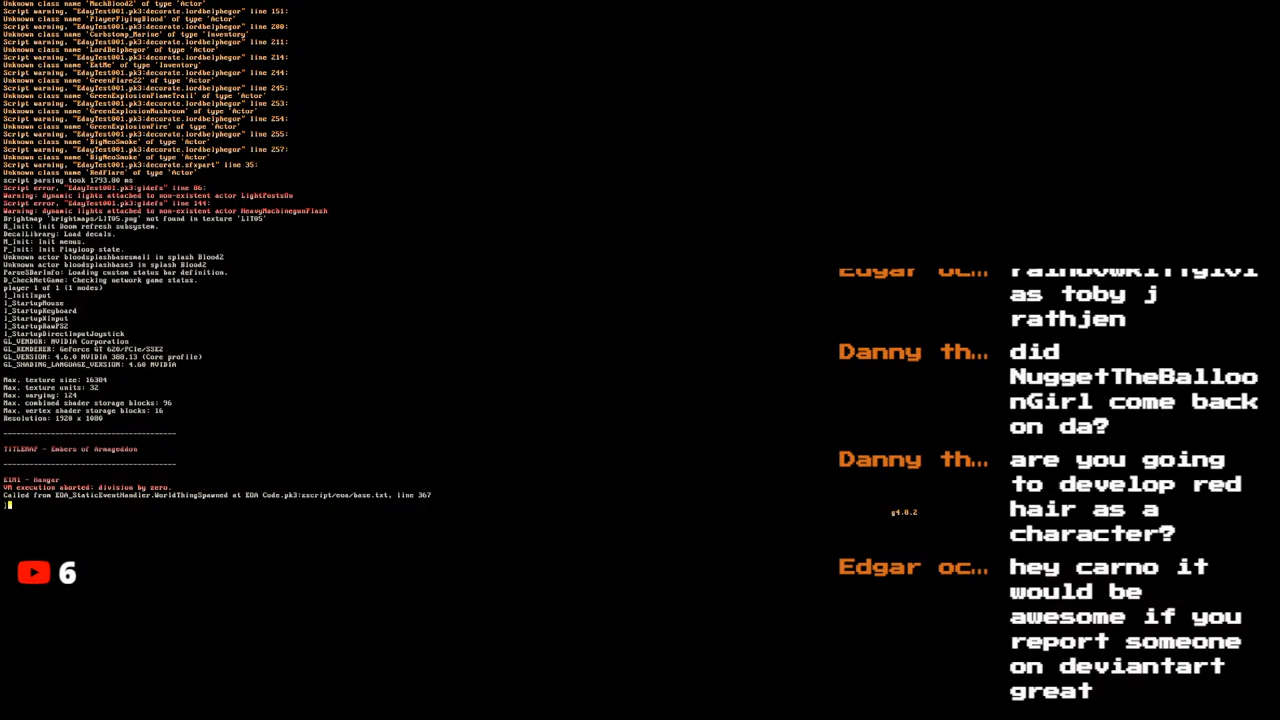 Unknown class name 'MuchBlood2' of type 'Actor'
Script warning, "EdayTest001.pk3:decorate.lordbelphegor" line 151:
Unknown class name 'PlayerFlyingBlood' of type 'Actor'
Script warning, "EdayTest001.pk3:decorate.lordbelphegor" line 200:
Unknown class name 'Curbstomp_Marine' of type 'Inventory'
Script warning, "EdayTest001.pk3:decorate.lordbelphegor" line 211:
Unknown class name 'LordBelphegor' of type 'Actor'
Script warning, "EdayTest001.pk3:decorate.lordbelphegor" line 214:
Unknown class name 'EatMe' of type 'Inventory'
Script warning, "EdayTest001.pk3:decorate.lordbelphegor" line 244:
Unknown class name 'GreenFlare22' of type 'Actor'
Script warning, "EdayTest001.pk3:decorate.lordbelphegor" line 245:
Unknown class name 'GreenExplosionFlameTrail' of type 'Actor'
Script warning, "EdayTest001.pk3:decorate.lordbelphegor" line 253:
Unknown class name 'GreenExplosionMushroom' of type 'Actor'
Script warning, "EdayTest001.pk3:decorate.lordbelphegor" line 254:
Unknown class name 'GreenExplosionFire' of type 'Actor'
Script warning, "EdayTest001.pk3:decorate.lordbelphegor" line 255:
Unknown class name 'BigNeoSmoke' of type 'Actor'
Script warning, "EdayTest001.pk3:decorate.lordbelphegor" line 257:
Unknown class name 'BigNeoSmoke' of type 'Actor'
Script warning, "EdayTest001.pk3:decorate.sfxpart" line 35:
Unknown class name 'RedFlare' of type 'Actor'
script parsing took 1793.80 ms
Script error, "EdayTest001.pk3:gldefs" line 86:
Warning: dynamic lights attached to non-existent actor LightPostsOn
Script error, "EdayTest001.pk3:gldefs" line 144:
Warning: dynamic lights attached to non-existent actor HeavyMachinegunFlash
Brightmap 'brightmaps/LIT05.png' not found in texture 'LIT05'
R_Init: Init Doom refresh subsystem.
DecalLibrary: Load decals.
M_Init: Init menus.
P_Init: Init Playloop state.
Unknown actor bloodsplashbasesmall in splash Blood2
Unknown actor bloodsplashbase3 in splash Blood2
ParseSBarInfo: Loading custom status bar definition.
D_CheckNetGame: Checking network game status.
player 1 of 1 (1 nodes)
I_InitInput
I_StartupMouse
I_StartupKeyboard
I_StartupXInput
I_StartupRawPS2
I_StartupDirectInputJoystick
GL_VENDOR: NVIDIA Corporation
GL_RENDERER: GeForce GT 620/PCIe/SSE2
GL_VERSION: 4.6.0 NVIDIA 388.13 (Core profile)
GL_SHADING_LANGUAGE_VERSION: 4.60 NVIDIA
Max. texture size: 16384
Max. texture units: 32
Max. varying: 124
Max. combined shader storage blocks: 96
Max. vertex shader storage blocks: 16
Resolution: 1920 x 1080
----------------------------------------
TITLEMAP - Embers of Armageddon
----------------------------------------
E1M1 - Hangar
VM execution aborted: division by zero.
Called from EOA_StaticEventHandler.WorldThingSpawned at EOA Code.pk3:zscript/eoa/base.txt, line 367
]
g4.8.2
6
Edgar oc... rainbowkittylol
as toby j
rathjen
Danny th... did
NuggetTheBalloo
nGirl come back
on da?
Danny th... are you going
to develop red
hair as a
character?
Edgar oc... hey carno it
would be
awesome if you
report someone
on deviantart
great